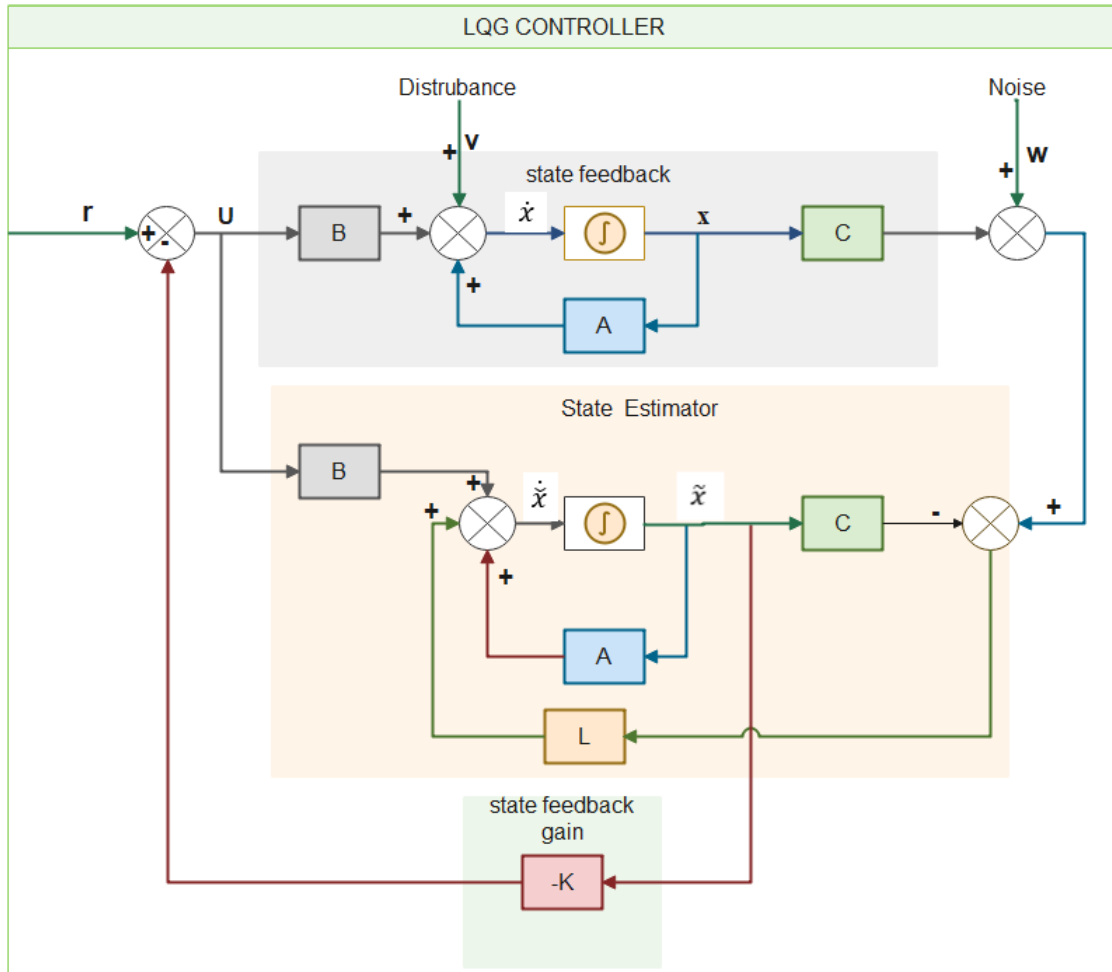 LQG CONTROLLER
Distrubance
Noise
+
v
+
w
state feedback
r
+
-
U
B
+
ẋ
∫
x
C
+
A
State Estimator
B
+
+
x̃̇
∫
x̃
C
-
+
+
A
L
state feedback
gain
-K